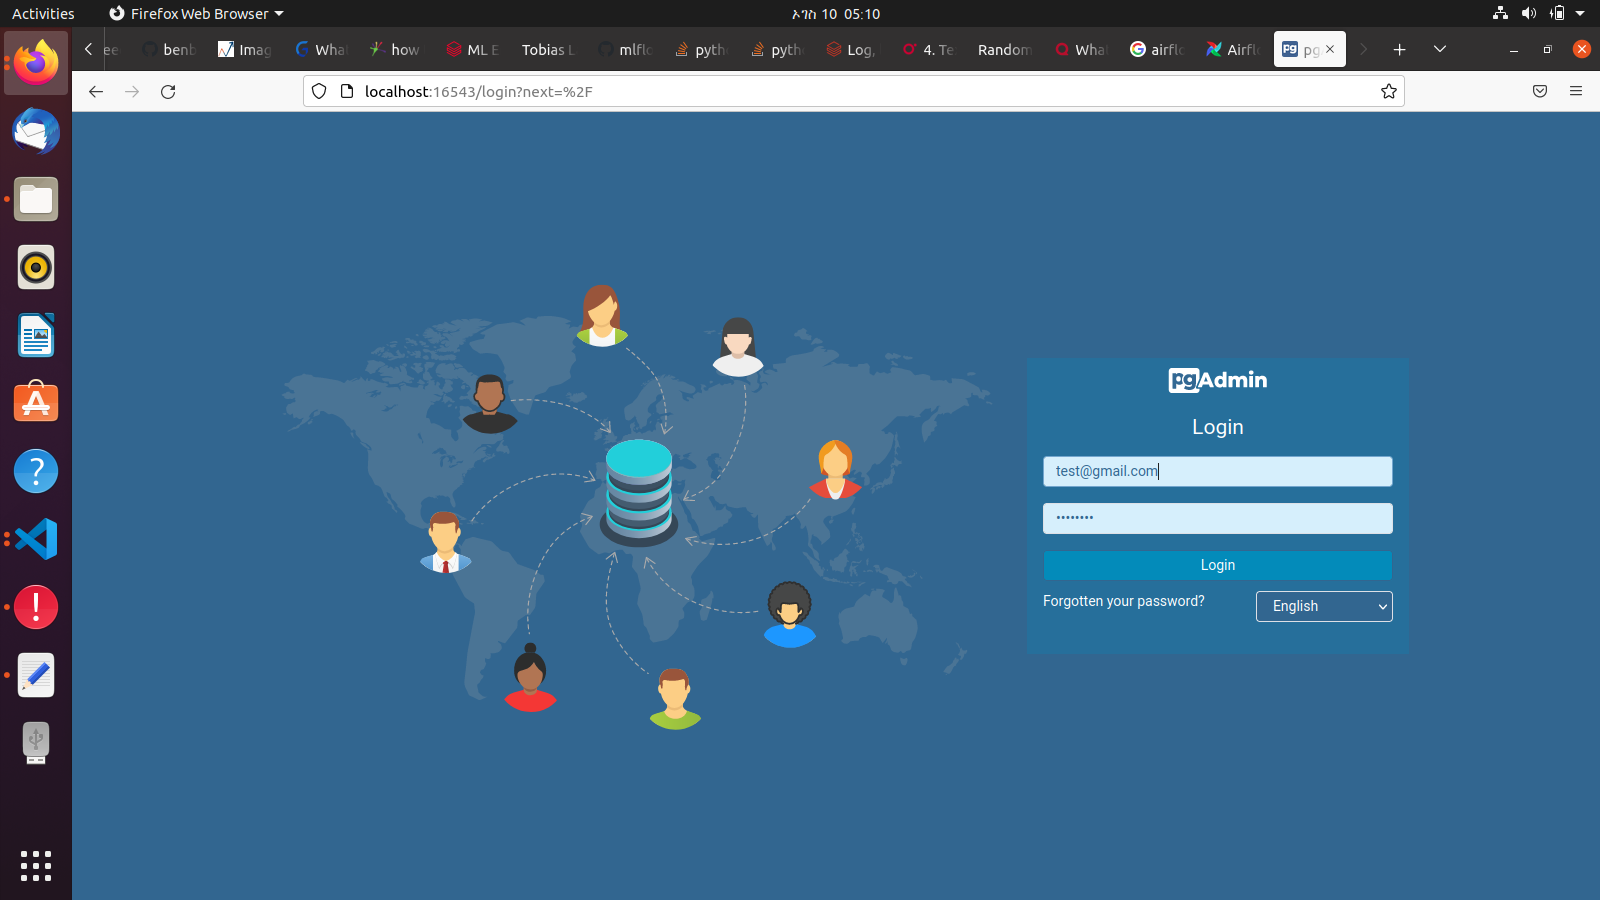 Activities
Firefox Web Browser
ኦገስ 10 05:10
benb
Imag
What
how
ML E
Tobias L
mlflo
pyth
pyth
Log,
4. Te
Random
What
airflo
Airflo
pg
localhost:16543/login?next=%2F
pgAdmin
Login
test@gmail.com
••••••••
Login
Forgotten your password?
English